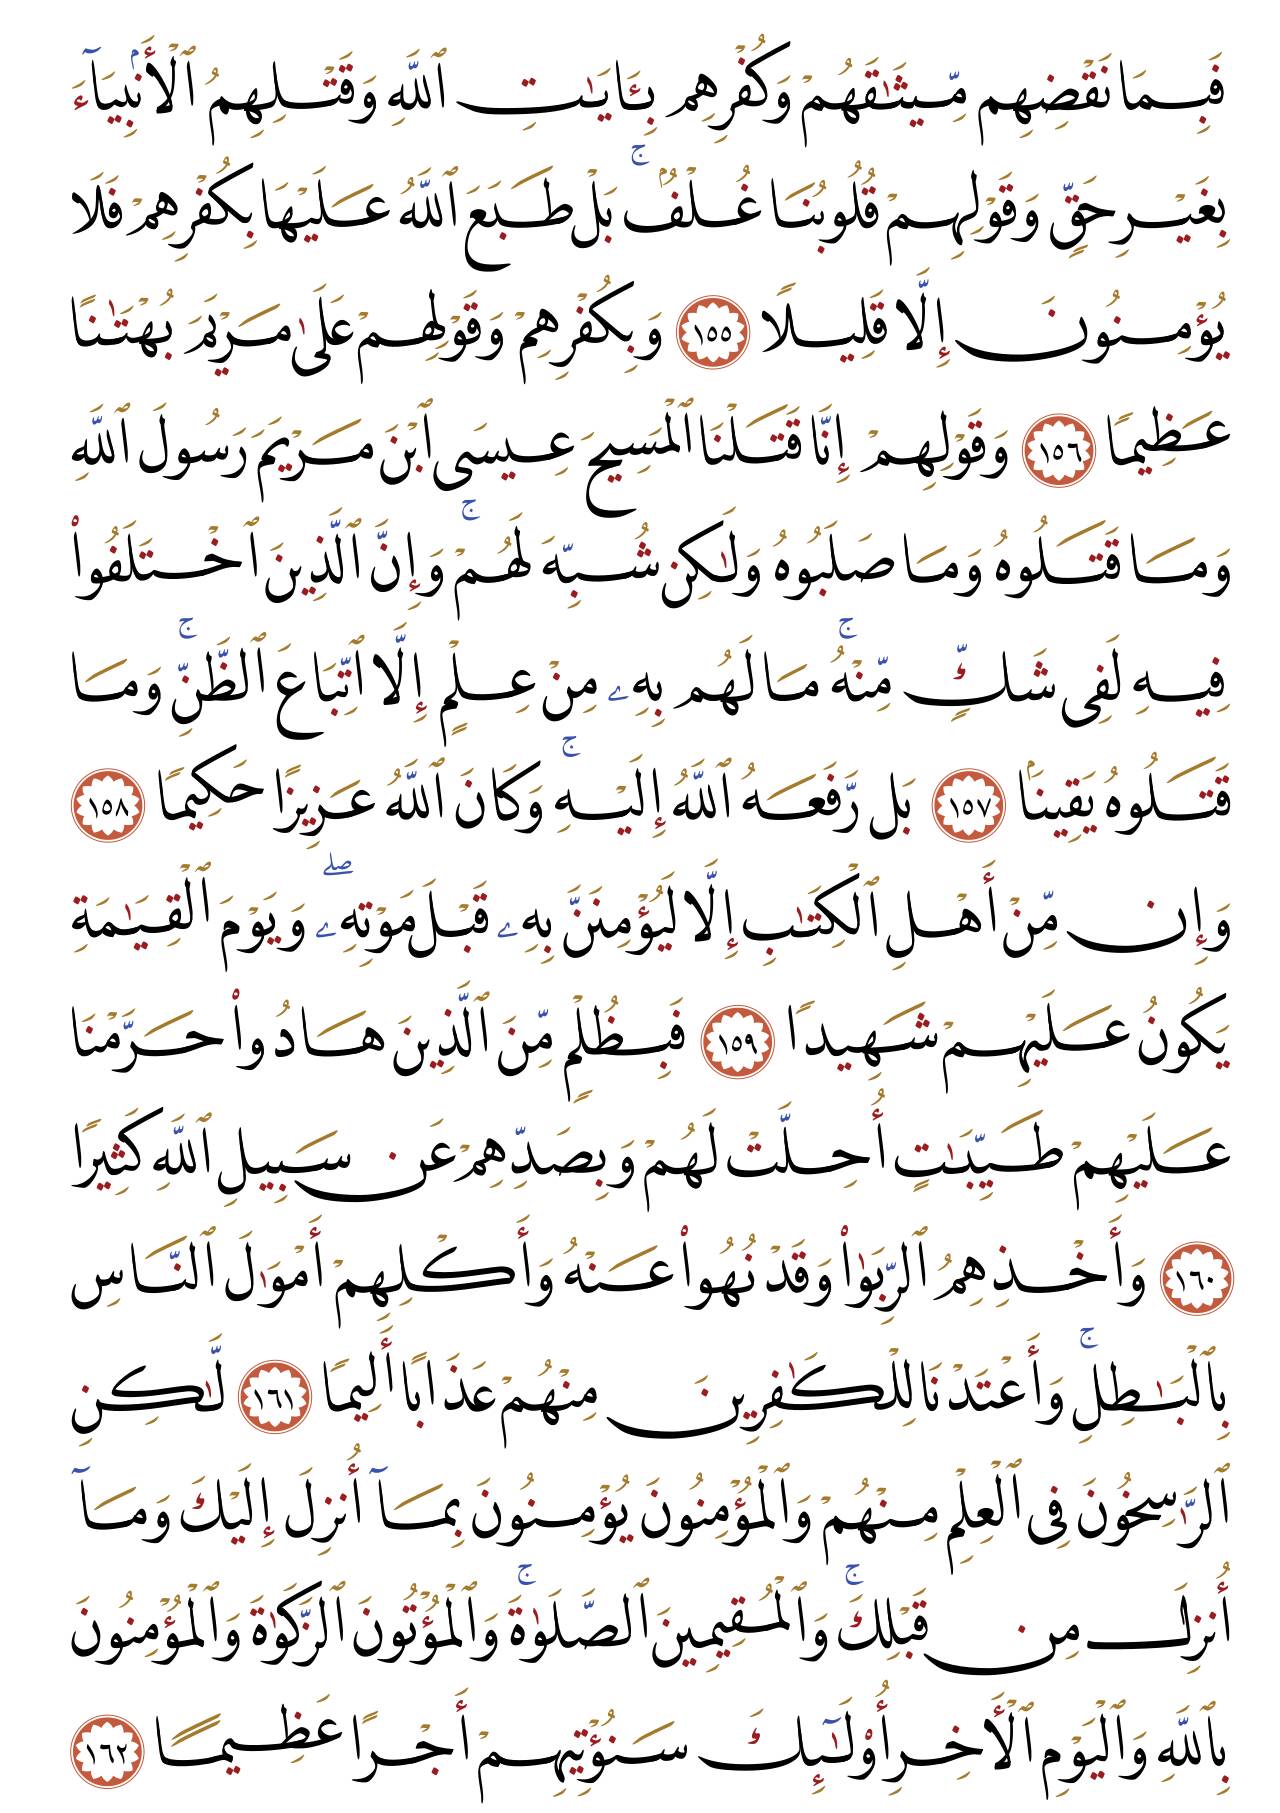 فَبِمَا نَقۡضِهِم مِّيثَٰقَهُمۡ وَكُفۡرِهِم بِـَٔايَٰتِ ٱللَّهِ وَقَتۡلِهِمُ ٱلۡأَنۢبِيَآءَ
بِغَيۡرِ حَقّٖ وَقَوۡلِهِمۡ قُلُوبُنَا غُلۡفُۢۚ بَلۡ طَبَعَ ٱللَّهُ عَلَيۡهَا بِكُفۡرِهِمۡ فَلَا
يُؤۡمِنُونَ إِلَّا قَلِيلٗا ١٥٥ وَبِكُفۡرِهِمۡ وَقَوۡلِهِمۡ عَلَىٰ مَرۡيَمَ بُهۡتَٰنًا
عَظِيمٗا ١٥٦ وَقَوۡلِهِمۡ إِنَّا قَتَلۡنَا ٱلۡمَسِيحَ عِيسَى ٱبۡنَ مَرۡيَمَ رَسُولَ ٱللَّهِ
وَمَا قَتَلُوهُ وَمَا صَلَبُوهُ وَلَٰكِن شُبِّهَ لَهُمۡۚ وَإِنَّ ٱلَّذِينَ ٱخۡتَلَفُواْ
فِيهِ لَفِي شَكّٖ مِّنۡهُۚ مَا لَهُم بِهِۦ مِنۡ عِلۡمٍ إِلَّا ٱتِّبَاعَ ٱلظَّنِّۚ وَمَا
قَتَلُوهُ يَقِينَۢا ١٥٧ بَل رَّفَعَهُ ٱللَّهُ إِلَيۡهِۚ وَكَانَ ٱللَّهُ عَزِيزًا حَكِيمٗا ١٥٨
وَإِن مِّنۡ أَهۡلِ ٱلۡكِتَٰبِ إِلَّا لَيُؤۡمِنَنَّ بِهِۦ قَبۡلَ مَوۡتِهِۦۖ وَيَوۡمَ ٱلۡقِيَٰمَةِ
يَكُونُ عَلَيۡهِمۡ شَهِيدٗا ١٥٩ فَبِظُلۡمٖ مِّنَ ٱلَّذِينَ هَادُواْ حَرَّمۡنَا
عَلَيۡهِمۡ طَيِّبَٰتٍ أُحِلَّتۡ لَهُمۡ وَبِصَدِّهِمۡ عَن سَبِيلِ ٱللَّهِ كَثِيرٗا
١٦٠ وَأَخۡذِهِمُ ٱلرِّبَوٰاْ وَقَدۡ نُهُواْ عَنۡهُ وَأَكۡلِهِمۡ أَمۡوَٰلَ ٱلنَّاسِ
بِٱلۡبَٰطِلِۚ وَأَعۡتَدۡنَا لِلۡكَٰفِرِينَ مِنۡهُمۡ عَذَابًا أَلِيمٗا ١٦١ لَّٰكِنِ
ٱلرَّٰسِخُونَ فِي ٱلۡعِلۡمِ مِنۡهُمۡ وَٱلۡمُؤۡمِنُونَ يُؤۡمِنُونَ بِمَآ أُنزِلَ إِلَيۡكَ وَمَآ
أُنزِلَ مِن قَبۡلِكَۚ وَٱلۡمُقِيمِينَ ٱلصَّلَوٰةَۚ وَٱلۡمُؤۡتُونَ ٱلزَّكَوٰةَ وَٱلۡمُؤۡمِنُونَ
بِٱللَّهِ وَٱلۡيَوۡمِ ٱلۡأٓخِرِ أُوْلَٰٓئِكَ سَنُؤۡتِيهِمۡ أَجۡرًا عَظِيمًا ١٦٢